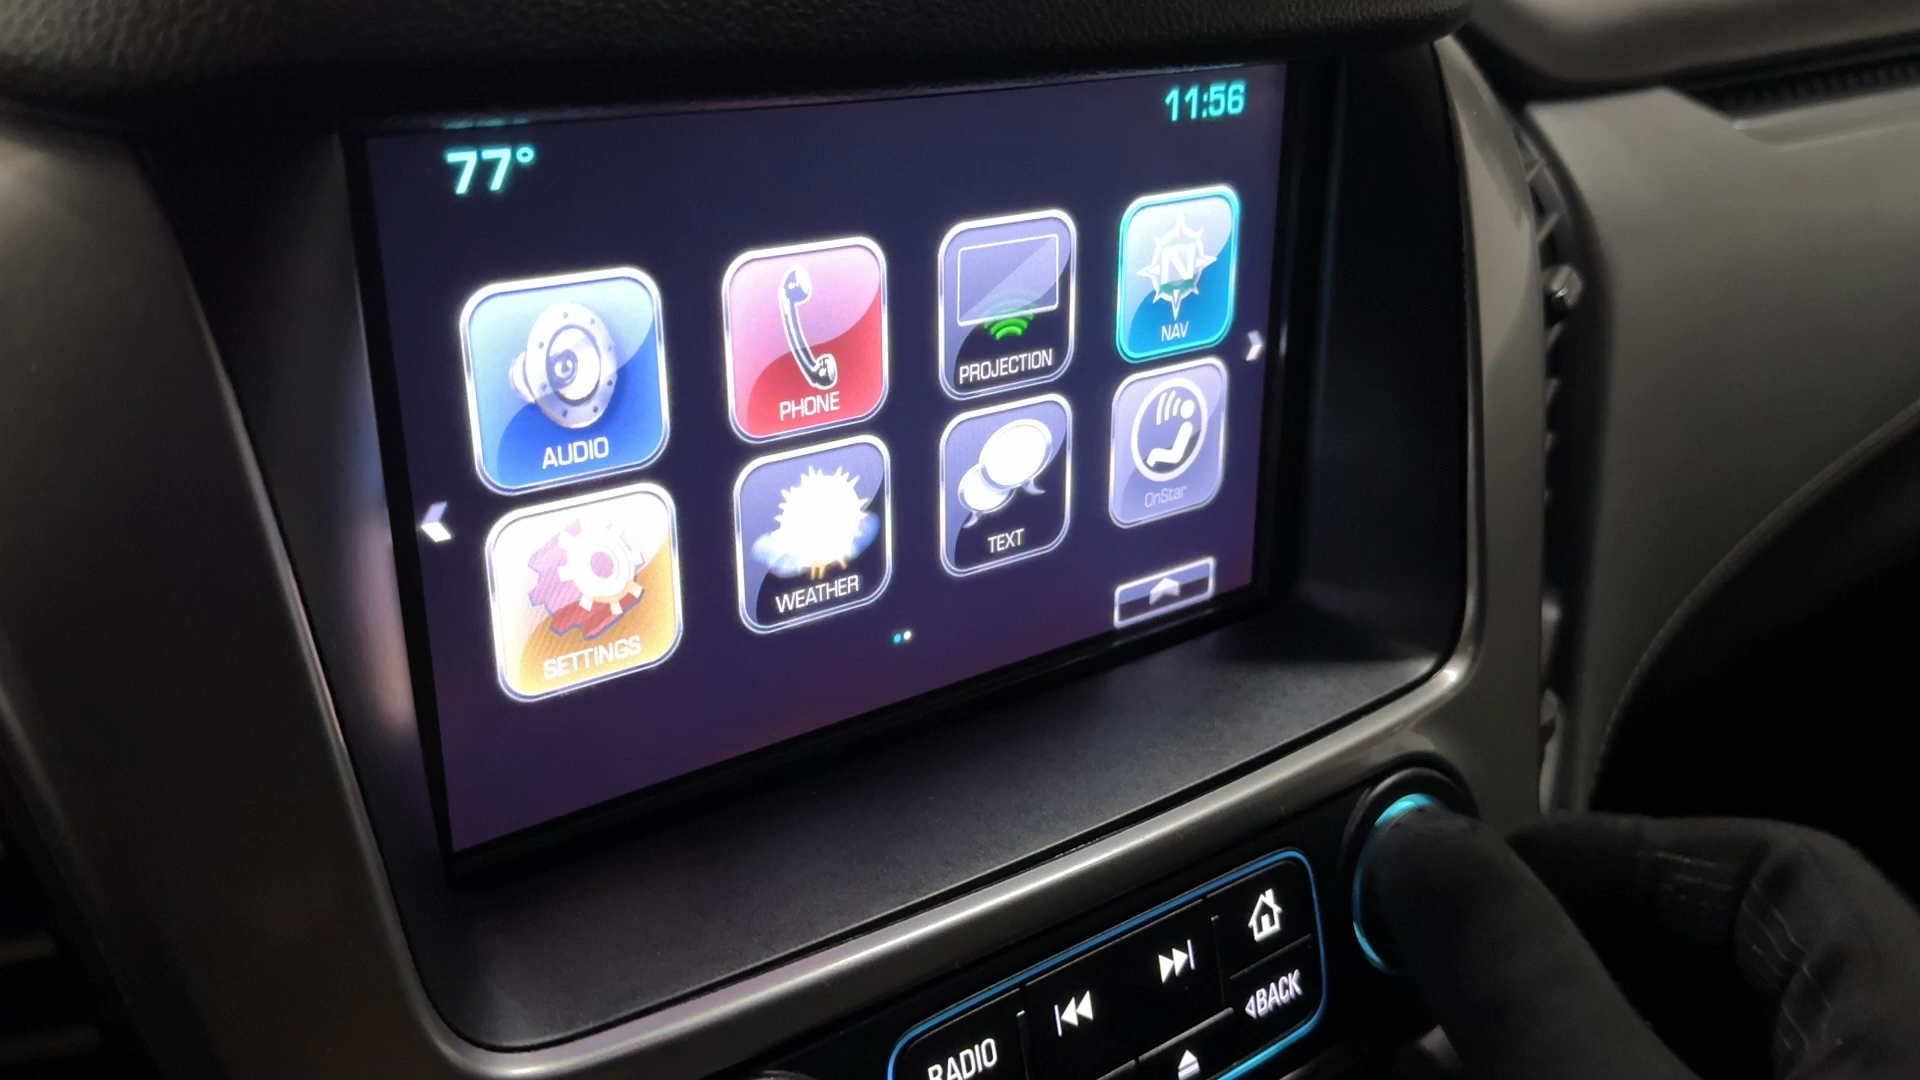 77°
11:56
AUDIO
PHONE
PROJECTION
N
NAV
SETTINGS
WEATHER
TEXT
OnStar
RADIO
BACK